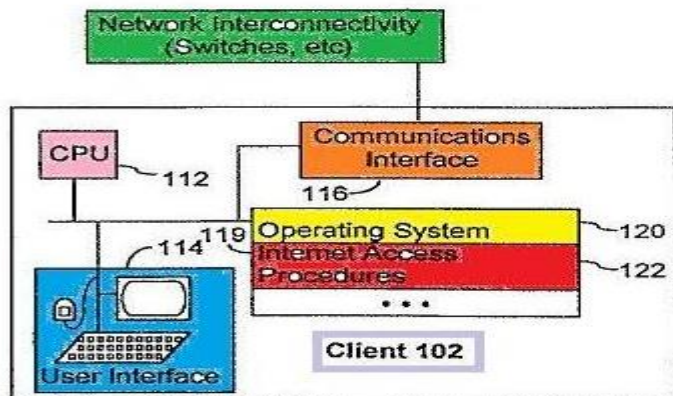 Network Interconnectivity
(Switches, etc)
CPU
112
Communications
Interface
116
Operating System
120
119
Internet Access
Procedures
122
• • •
114
User Interface
Client 102